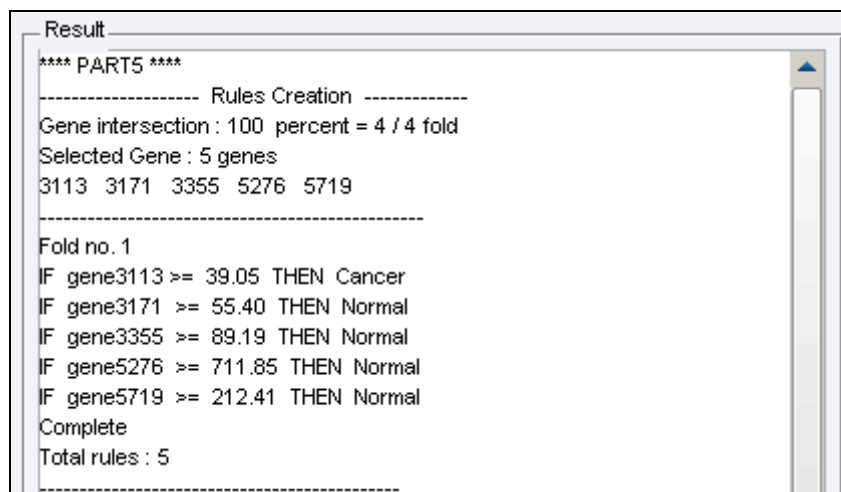 Result
**** PART5 ****
-------------------- Rules Creation -------------
Gene intersection : 100 percent = 4 / 4 fold
Selected Gene : 5 genes
3113 3171 3355 5276 5719
------------------------------------------------
Fold no. 1
IF gene3113 >= 39.05 THEN Cancer
IF gene3171 >= 55.40 THEN Normal
IF gene3355 >= 89.19 THEN Normal
IF gene5276 >= 711.85 THEN Normal
IF gene5719 >= 212.41 THEN Normal
Complete
Total rules : 5
---------------------------------------------